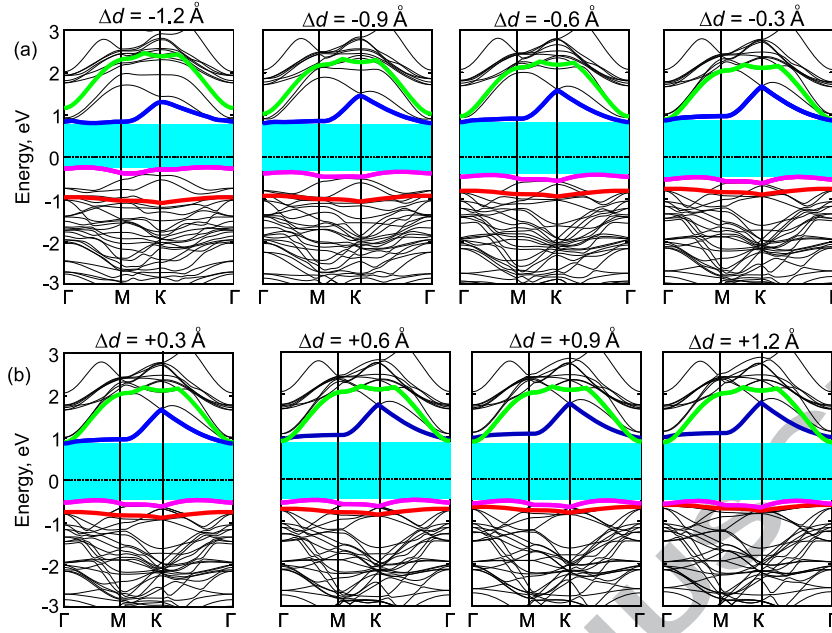 Δd = -1.2 Å Δd = -0.9 Å Δd = -0.6 Å Δd = -0.3 Å
(a)
Energy, eV
3
2
1
0
-1
-2
-3
Γ M K Γ Γ M K Γ Γ M K Γ Γ M K Γ
Δd = +0.3 Å Δd = +0.6 Å Δd = +0.9 Å Δd = +1.2 Å
(b)
Energy, eV
3
2
1
0
-1
-2
-3
Γ M K Γ Γ M K Γ Γ M K Γ Γ M K Γ